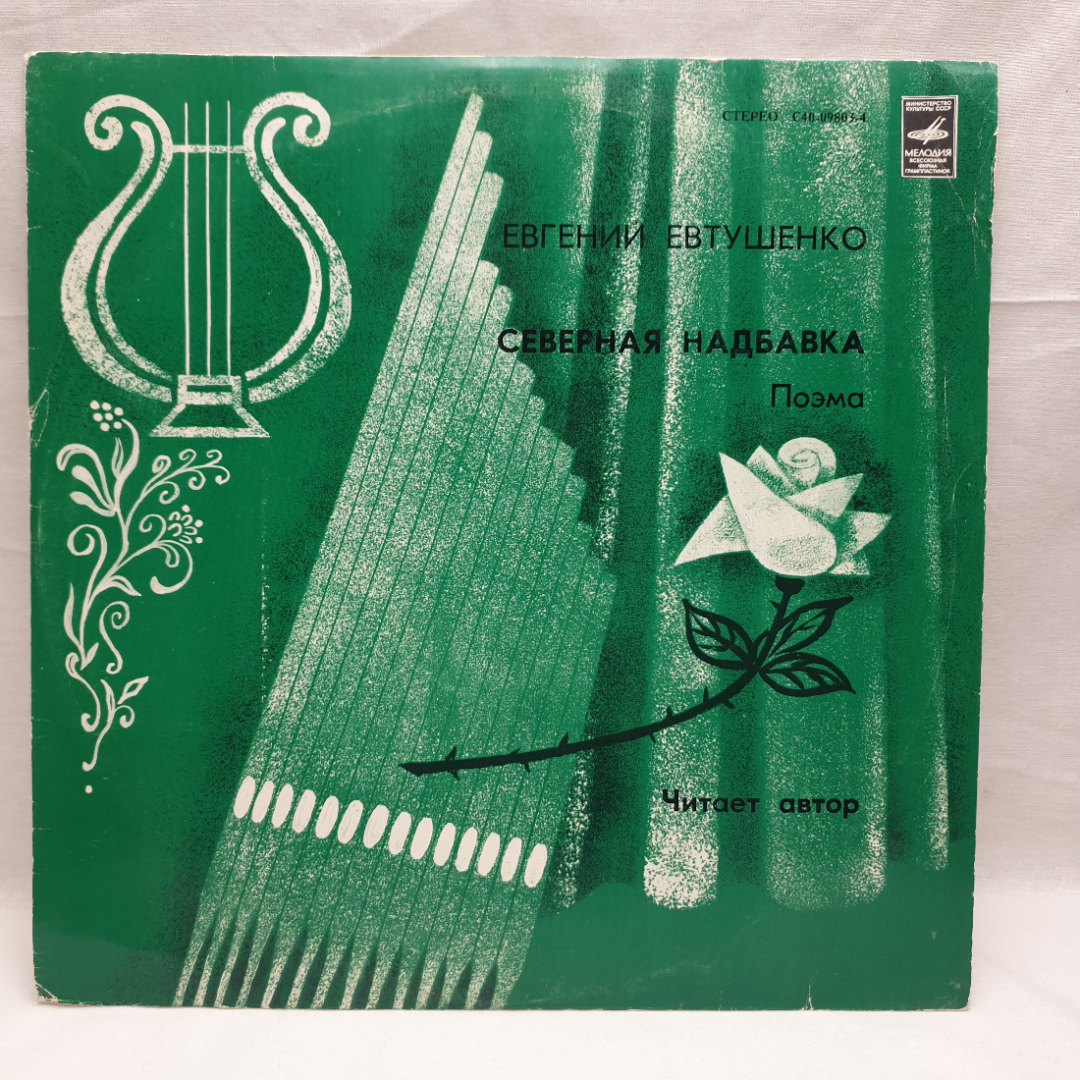 СТЕРЕО С40-09803-4
МИНИСТЕРСТВО
КУЛЬТУРЫ СССР
МЕЛОДИЯ
ВСЕСОЮЗНАЯ
ФИРМА
ГРАМПЛАСТИНОК
ЕВГЕНИЙ ЕВТУШЕНКО
СЕВЕРНАЯ НАДБАВКА
Поэма
Читает автор